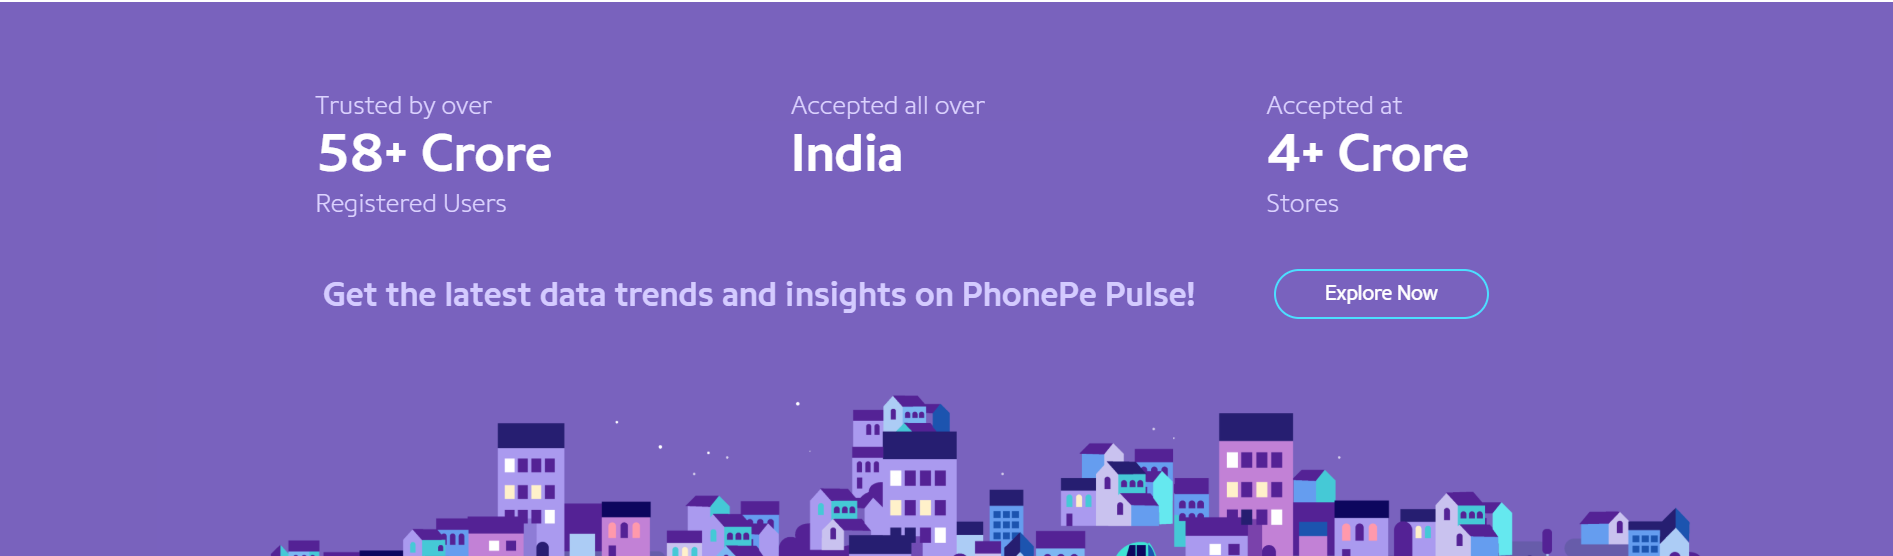 Trusted by over
58+ Crore
Registered Users
Accepted all over
India
Accepted at
4+ Crore
Stores
Get the latest data trends and insights on PhonePe Pulse!
Explore Now